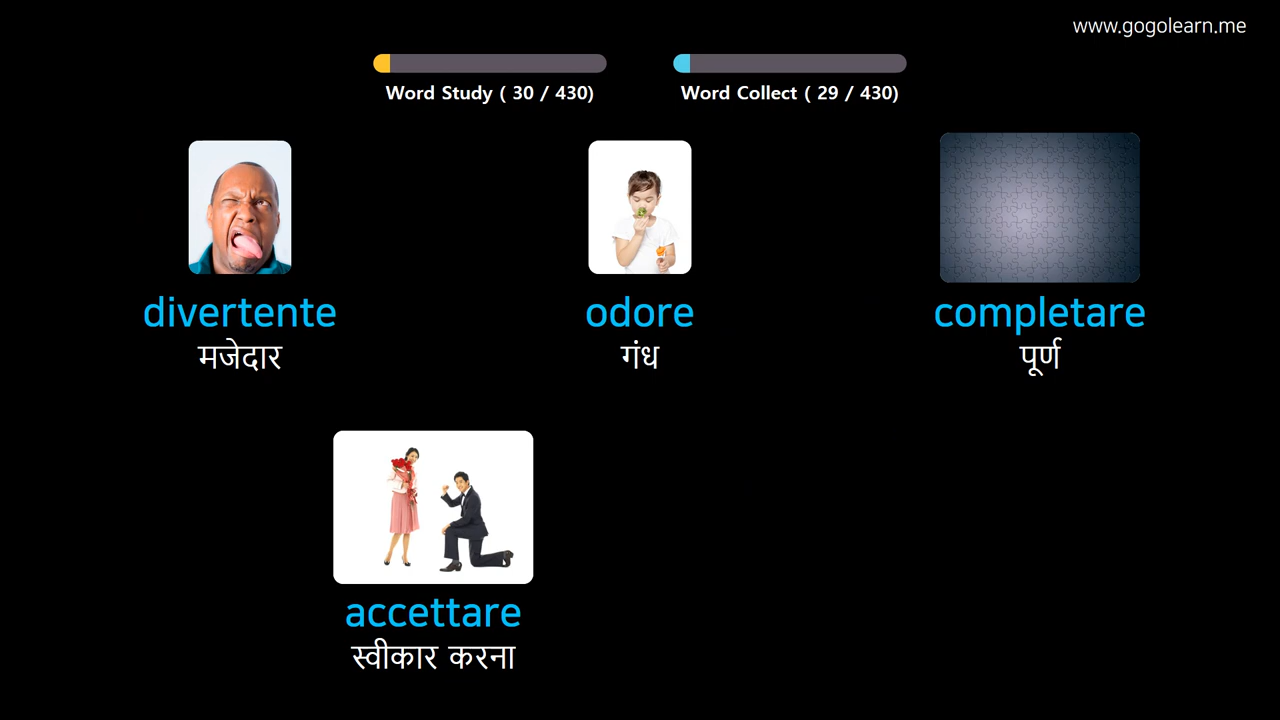 www.gogolearn.me
Word Study ( 30 / 430)
Word Collect ( 29 / 430)
divertente
मजेदार
odore
गंध
completare
पूर्ण
accettare
स्वीकार करना